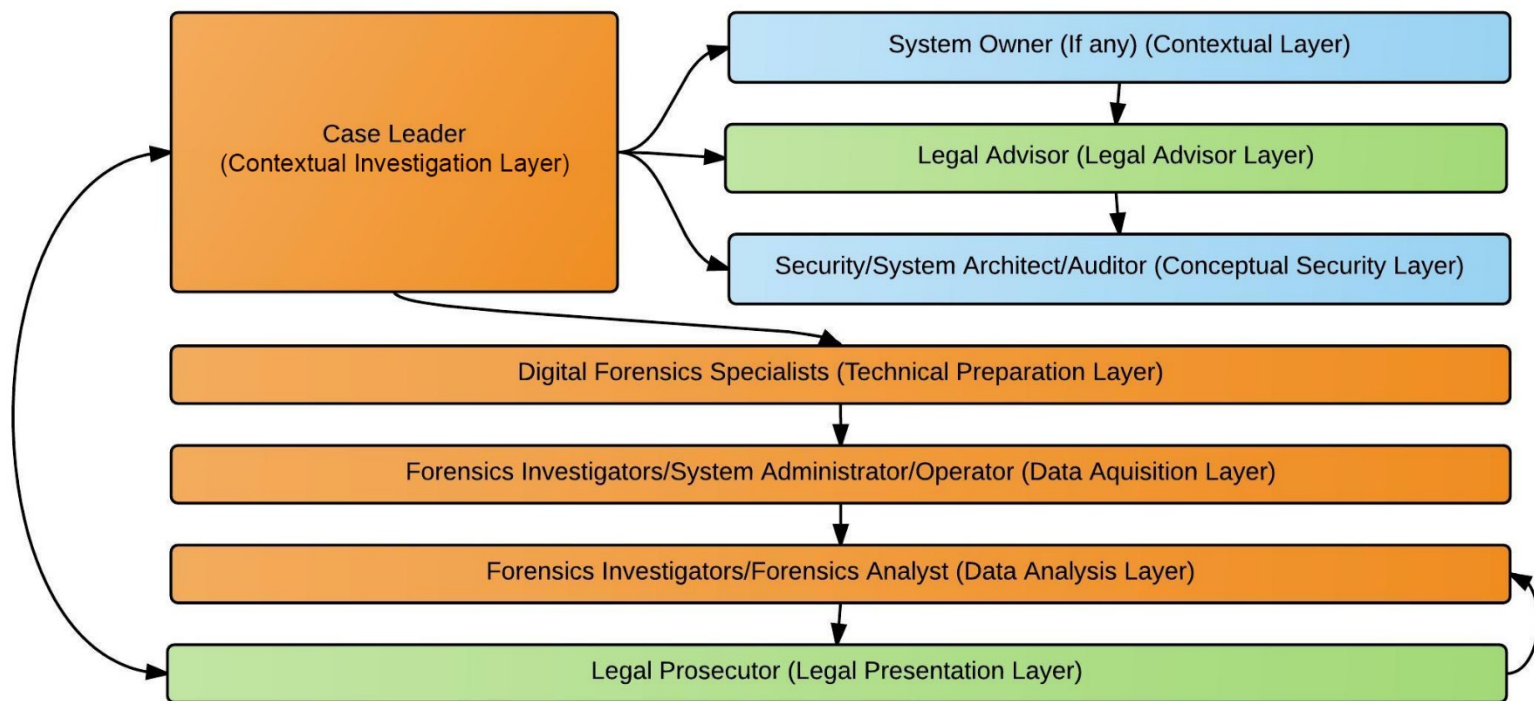 Case Leader
(Contextual Investigation Layer)
System Owner (If any) (Contextual Layer)
Legal Advisor (Legal Advisor Layer)
Security/System Architect/Auditor (Conceptual Security Layer)
Digital Forensics Specialists (Technical Preparation Layer)
Forensics Investigators/System Administrator/Operator (Data Aquisition Layer)
Forensics Investigators/Forensics Analyst (Data Analysis Layer)
Legal Prosecutor (Legal Presentation Layer)